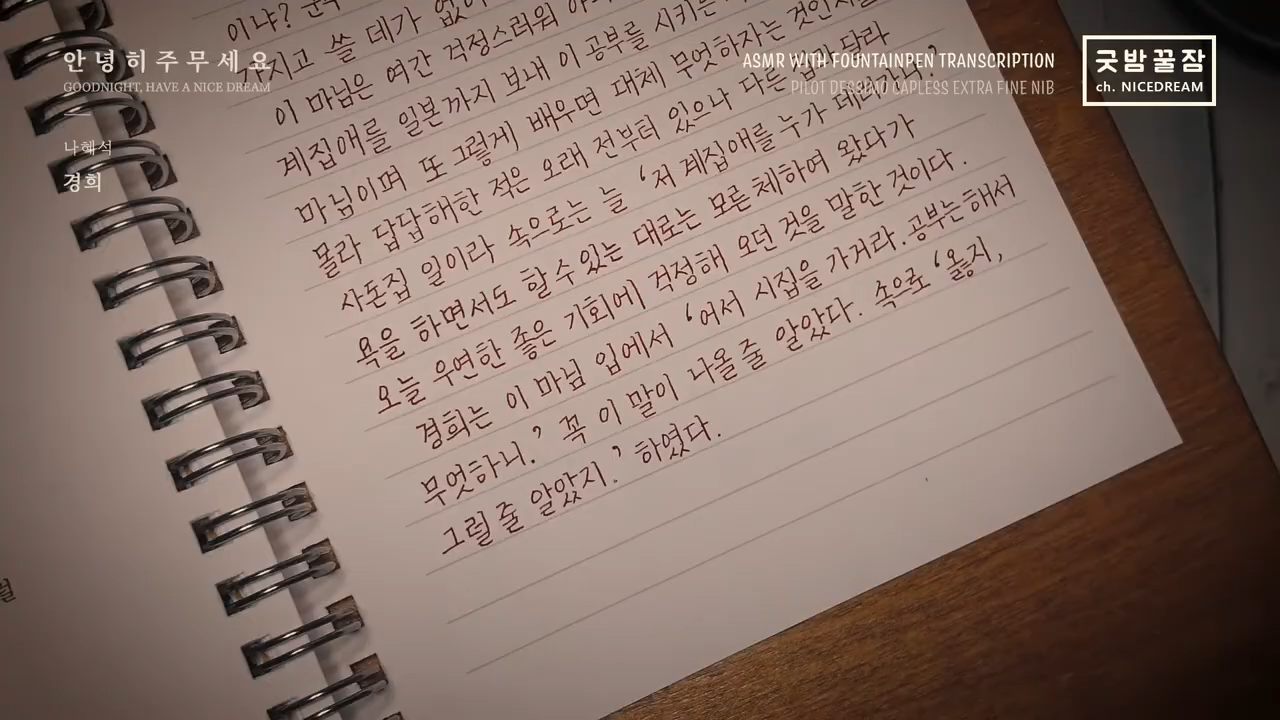 안녕히주무세요
GOODNIGHT, HAVE A NICE DREAM
나혜석
경희
ASMR WITH FOUNTAINPEN TRANSCRIPTION
PILOT DESSIMO CAPLESS EXTRA FINE NIB
굿밤꿀잠
ch. NICEDREAM
이냐?
쓸 데가
이 마님은 여간 걱정스러워
계집애를 일본까지 보내 이 공부를 시키는
마님이며 또 그렇게 배우면 대체 무엇하자는 것인지를
몰라 답답해한 적은 오래 전부터 있으나 다른 집 달라
사돈집 일이라 속으로는 늘 ‘저 계집애를 누가 데려가나?’
욕을 하면서도 할 수 있는 대로는 모른 체하여 왔다가
오늘 우연한 좋은 기회에 걱정해 오던 것을 말한 것이다.
경희는 이 마님 입에서 ‘어서 시집을 가거라. 공부는 해서
무엇하니.’ 꼭 이 말이 나올 줄 알았다. 속으로 ‘옳지,
그럴 줄 알았지.’ 하였다.